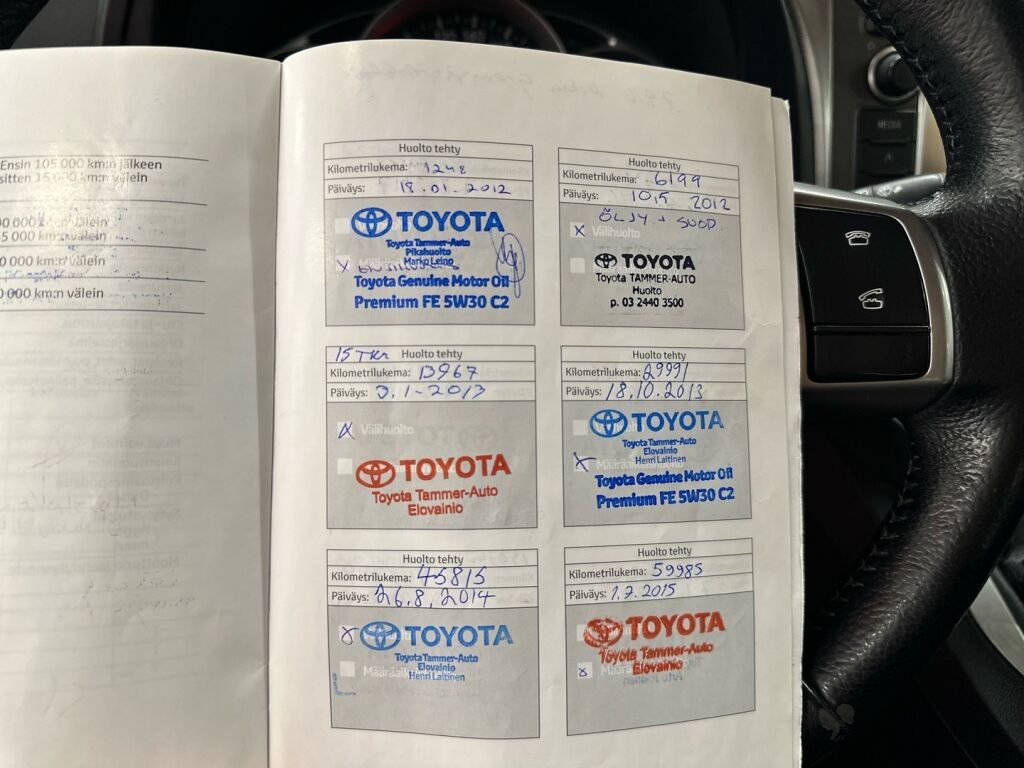 Ensin 105 000 km:n jälkeen
sitten 15 000 km:n välein
välein
5 000 km:n välein
0 km:n välein
0 000 km:n välein
Huolto tehty
Kilometrilukema: 1248
Päiväys: 18.01.2012
TOYOTA
Toyota Tammer-Auto
Pikahuolto
Marko Leino
X
Toyota Genuine Motor Oil
Premium FE 5W30 C2
Huolto tehty
Kilometrilukema: 6199
Päiväys: 10.5 2012
ÖLJY + SUOD
X Välihuolto
TOYOTA
Toyota TAMMER-AUTO
Huolto
p. 03 2440 3500
15 TKM Huolto tehty
Kilometrilukema: 13967
Päiväys: 3.1-2013
X Välihuolto
TOYOTA
Toyota Tammer-Auto
Elovainio
Huolto tehty
Kilometrilukema: 29991
Päiväys: 18.10.2013
TOYOTA
Toyota Tammer-Auto
Elovainio
Henri Laitinen
X Määräaikaishuolto
Toyota Genuine Motor Oil
Premium FE 5W30 C2
Huolto tehty
Kilometrilukema: 45815
Päiväys: 26.8.2014
X TOYOTA
Toyota Tammer-Auto
Elovainio
Henri Laitinen
Huolto tehty
Kilometrilukema: 59985
Päiväys: 1.7.2015
TOYOTA
Toyota Tammer-Auto
X Elovainio
MEDIA